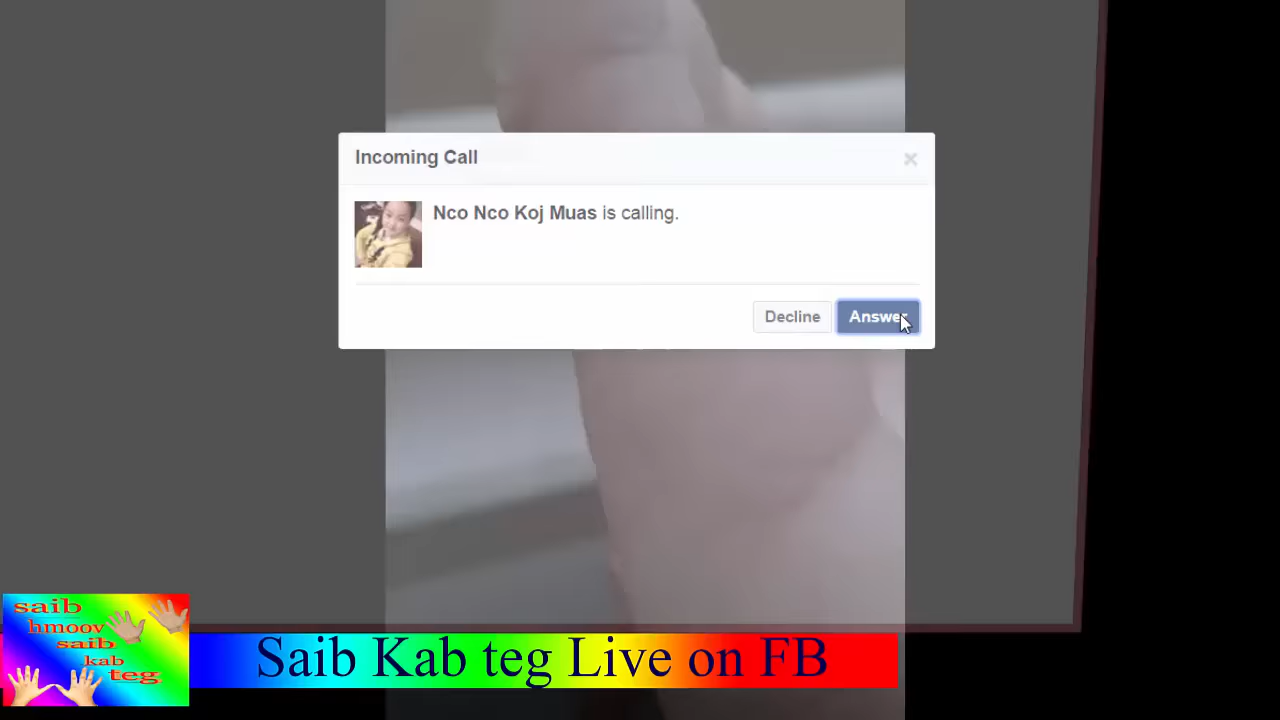 Incoming Call
Nco Nco Koj Muas is calling.
Decline
Answer
saib
hmoov
saib
kab
teg
Saib Kab teg Live on FB